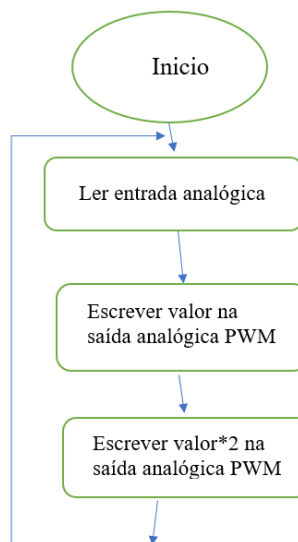 Inicio
Ler entrada analógica
Escrever valor na
saída analógica PWM
Escrever valor*2 na
saída analógica PWM